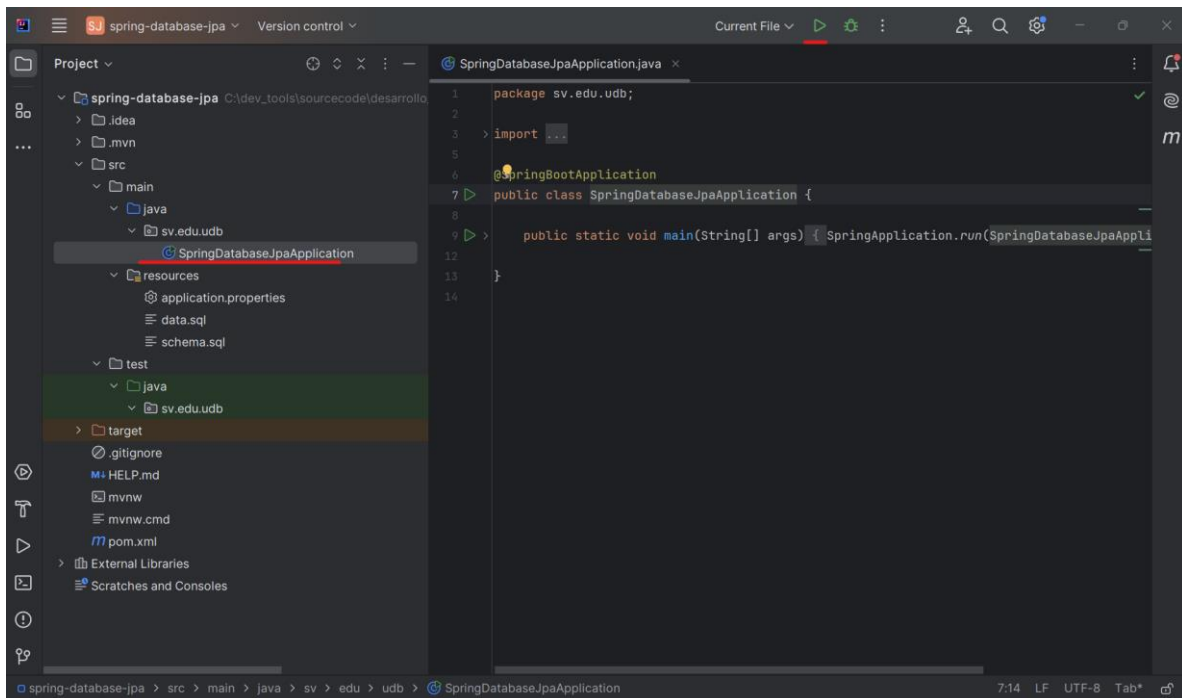 SJ spring-database-jpa Version control Current File
Project
spring-database-jpa C:\dev_tools\sourcecode\desarrollo
.idea
.mvn
src
main
java
sv.edu.udb
SpringDatabaseJpaApplication
resources
application.properties
data.sql
schema.sql
test
java
sv.edu.udb
target
.gitignore
M↓ HELP.md
mvnw
mvnw.cmd
m pom.xml
External Libraries
Scratches and Consoles
SpringDatabaseJpaApplication.java
1 package sv.edu.udb;
2
3 import ...
5
6 @SpringBootApplication
7 public class SpringDatabaseJpaApplication {
8
9 public static void main(String[] args) { SpringApplication.run(SpringDatabaseJpaAppli
12
13 }
14
m
spring-database-jpa > src > main > java > sv > edu > udb > SpringDatabaseJpaApplication 7:14 LF UTF-8 Tab*